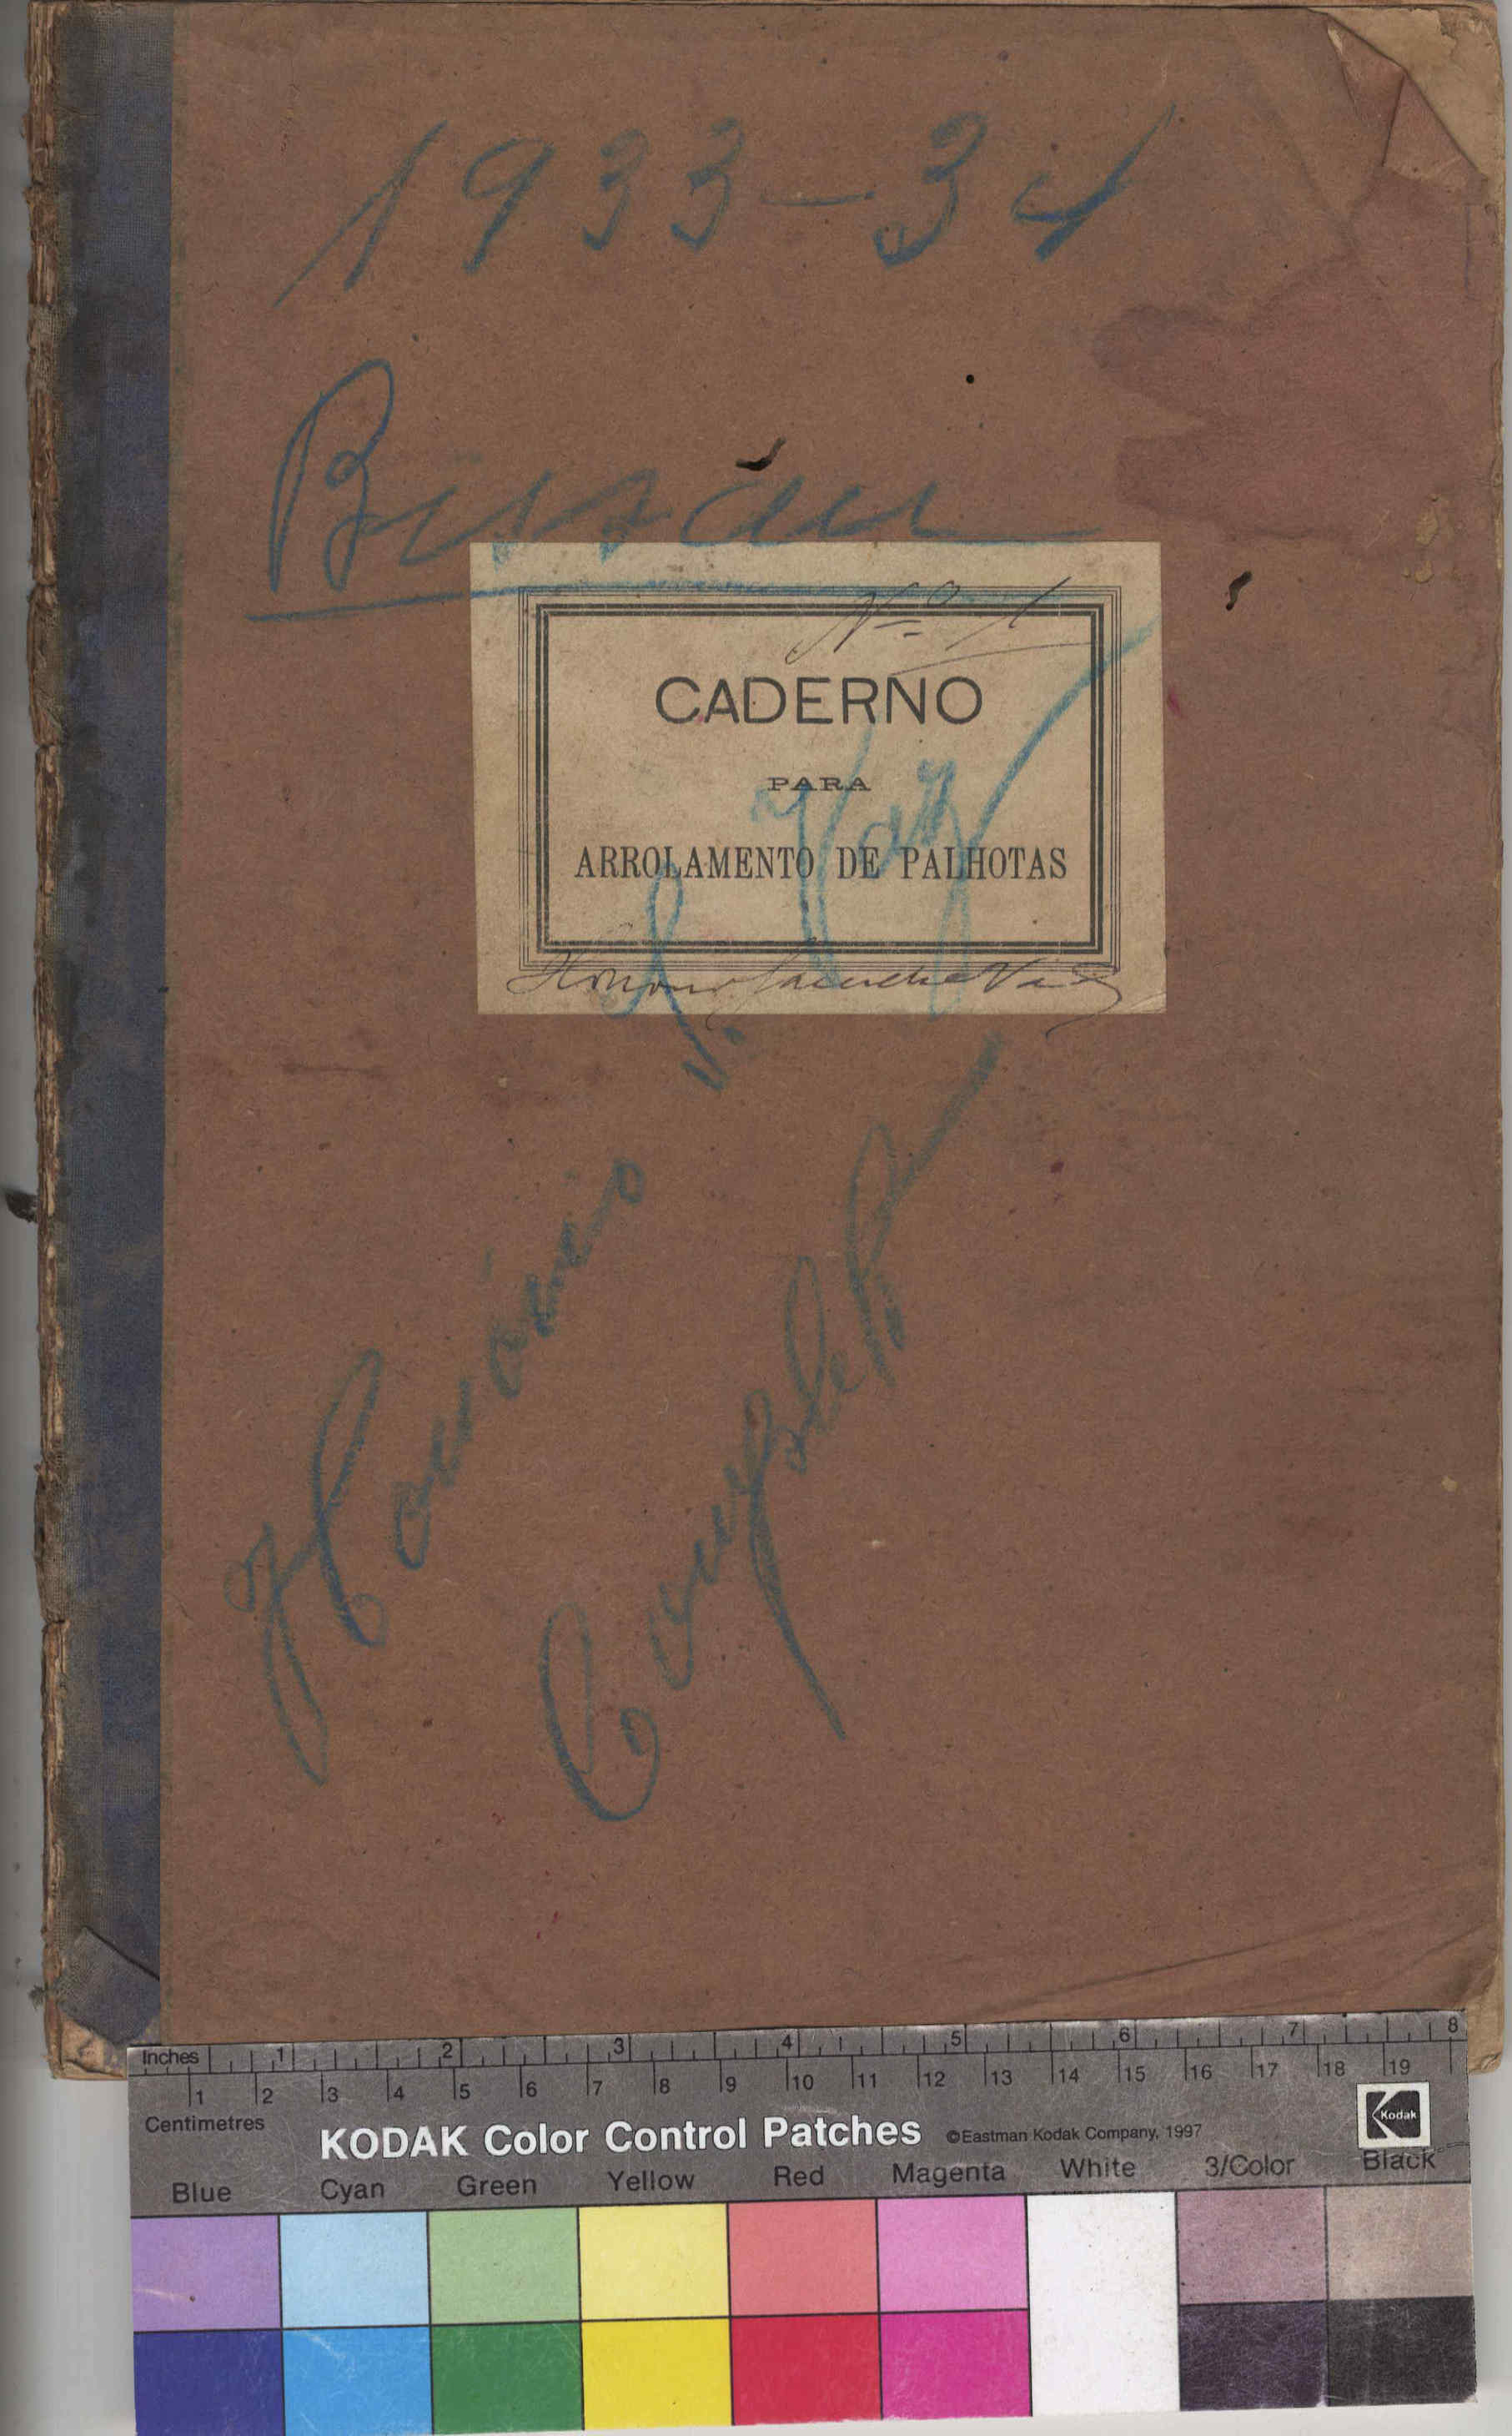 1933-34
Bissau
Nº 1
CADERNO
PARA
ARROLAMENTO DE PALHOTAS
Vaz
Inches 1 2 3 4 5 6 7 8
1 2 3 4 5 6 7 8 9 10 11 12 13 14 15 16 17 18 19
Centimetres
KODAK Color Control Patches ©Eastman Kodak Company, 1997 Kodak
Blue Cyan Green Yellow Red Magenta White 3/Color Black